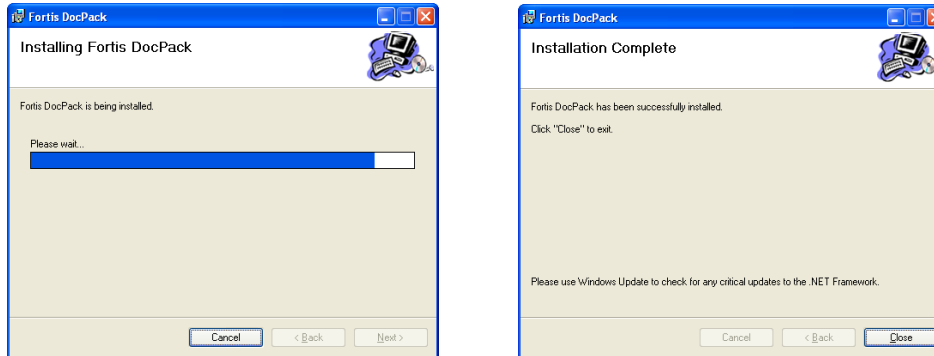 Fortis DocPack
Installing Fortis DocPack
Fortis DocPack is being installed.
Please wait...
Cancel
< Back
Next >
Fortis DocPack
Installation Complete
Fortis DocPack has been successfully installed.
Click "Close" to exit.
Please use Windows Update to check for any critical updates to the .NET Framework.
Cancel
< Back
Close